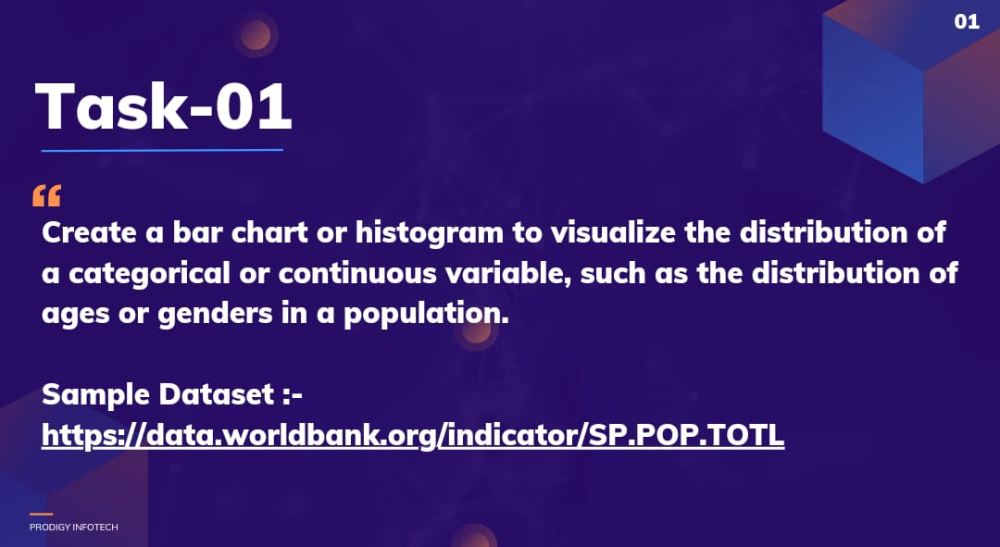 01
Task-01
“
Create a bar chart or histogram to visualize the distribution of
a categorical or continuous variable, such as the distribution of
ages or genders in a population.
Sample Dataset :-
https://data.worldbank.org/indicator/SP.POP.TOTL
PRODIGY INFOTECH